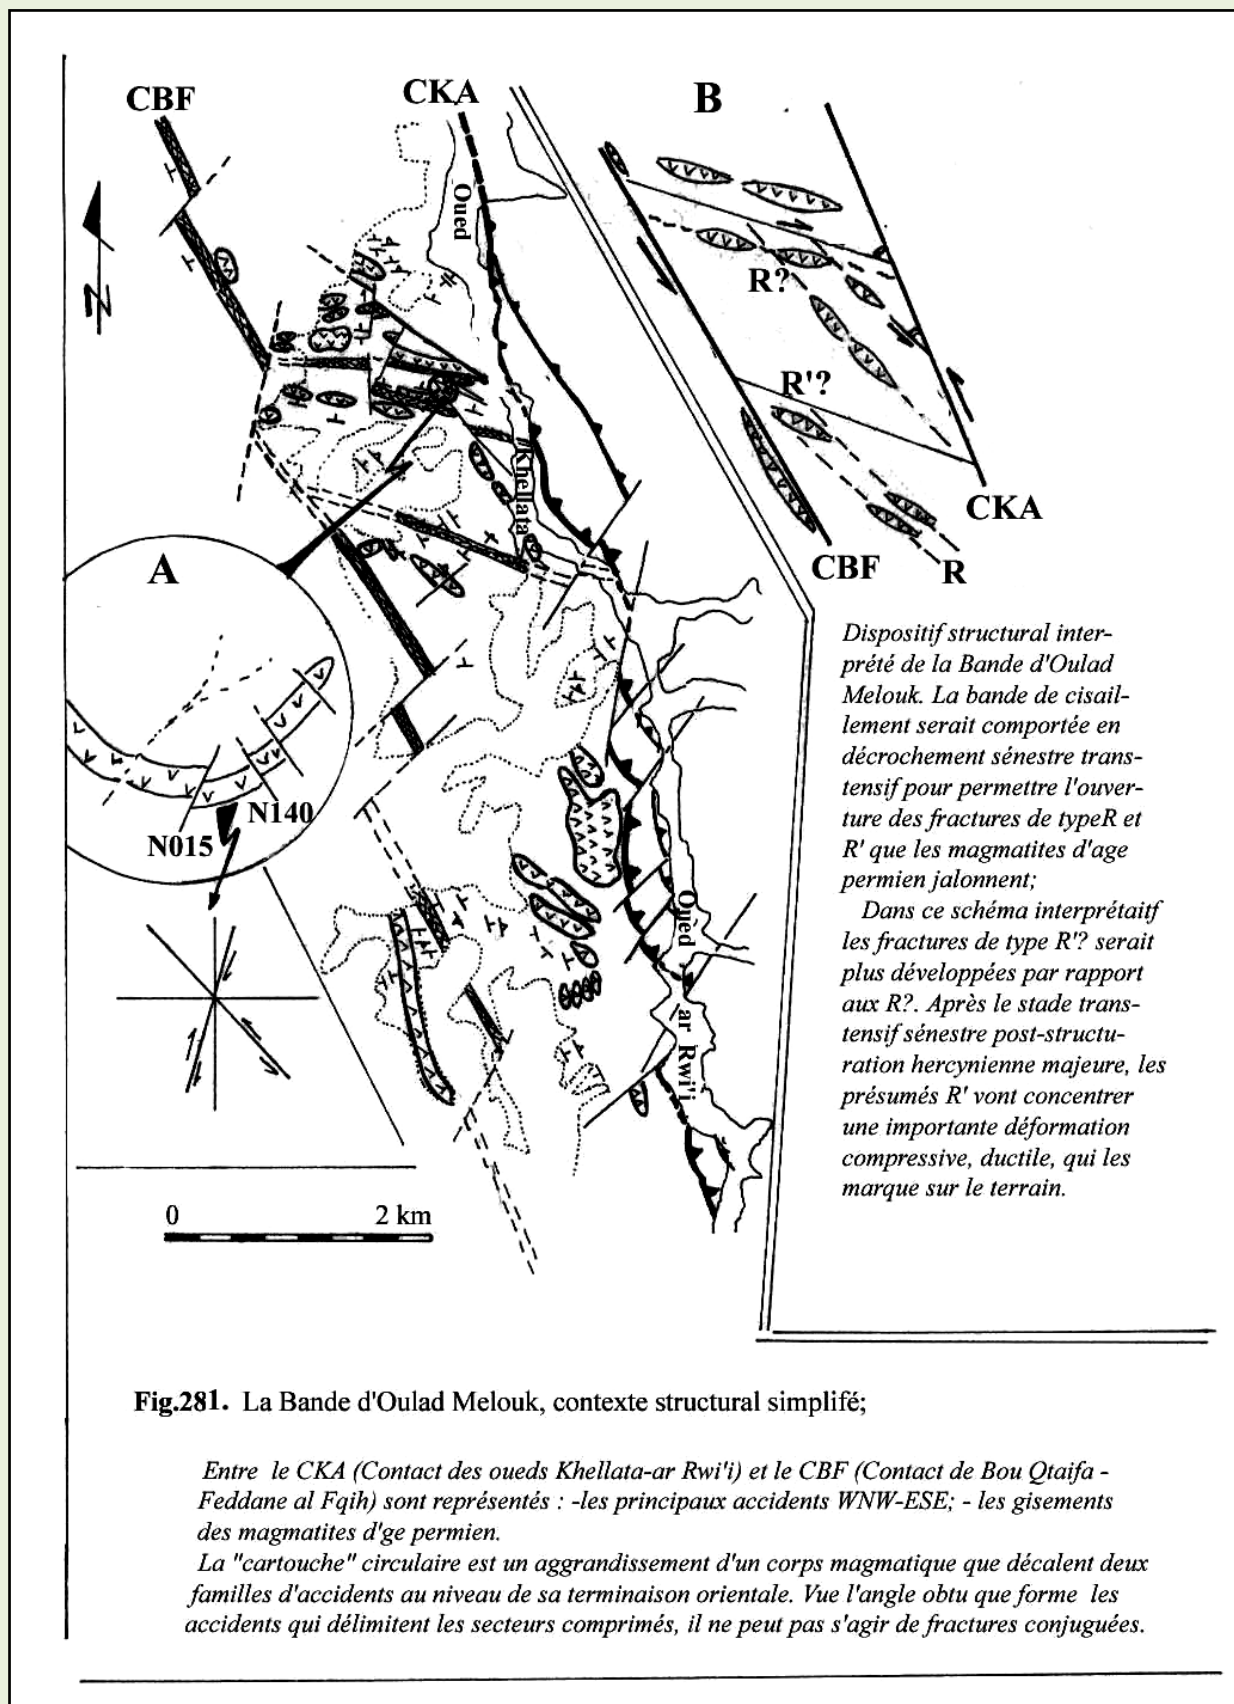 CBF
CKA
B
Oued
N
R?
R'?
Khellata
CKA
CBF
R
A
N140
N015
Ouèd
ar Rwi'i
0
2 km
Dispositif structural inter-
prété de la Bande d'Oulad
Melouk. La bande de cisail-
lement serait comportée en
décrochement sénestre trans-
tensif pour permettre l'ouver-
ture des fractures de typeR et
R' que les magmatites d'age
permien jalonnent;
Dans ce schéma interprétaitf
les fractures de type R'? serait
plus développées par rapport
aux R?. Après le stade trans-
tensif sénestre post-structu-
ration hercynienne majeure, les
présumés R' vont concentrer
une importante déformation
compressive, ductile, qui les
marque sur le terrain.
Fig.281. La Bande d'Oulad Melouk, contexte structural simplifé;
Entre le CKA (Contact des oueds Khellata-ar Rwi'i) et le CBF (Contact de Bou Qtaifa -
Feddane al Fqih) sont représentés : -les principaux accidents WNW-ESE; - les gisements
des magmatites d'ge permien.
La "cartouche" circulaire est un aggrandissement d'un corps magmatique que décalent deux
familles d'accidents au niveau de sa terminaison orientale. Vue l'angle obtu que forme les
accidents qui délimitent les secteurs comprimés, il ne peut pas s'agir de fractures conjuguées.